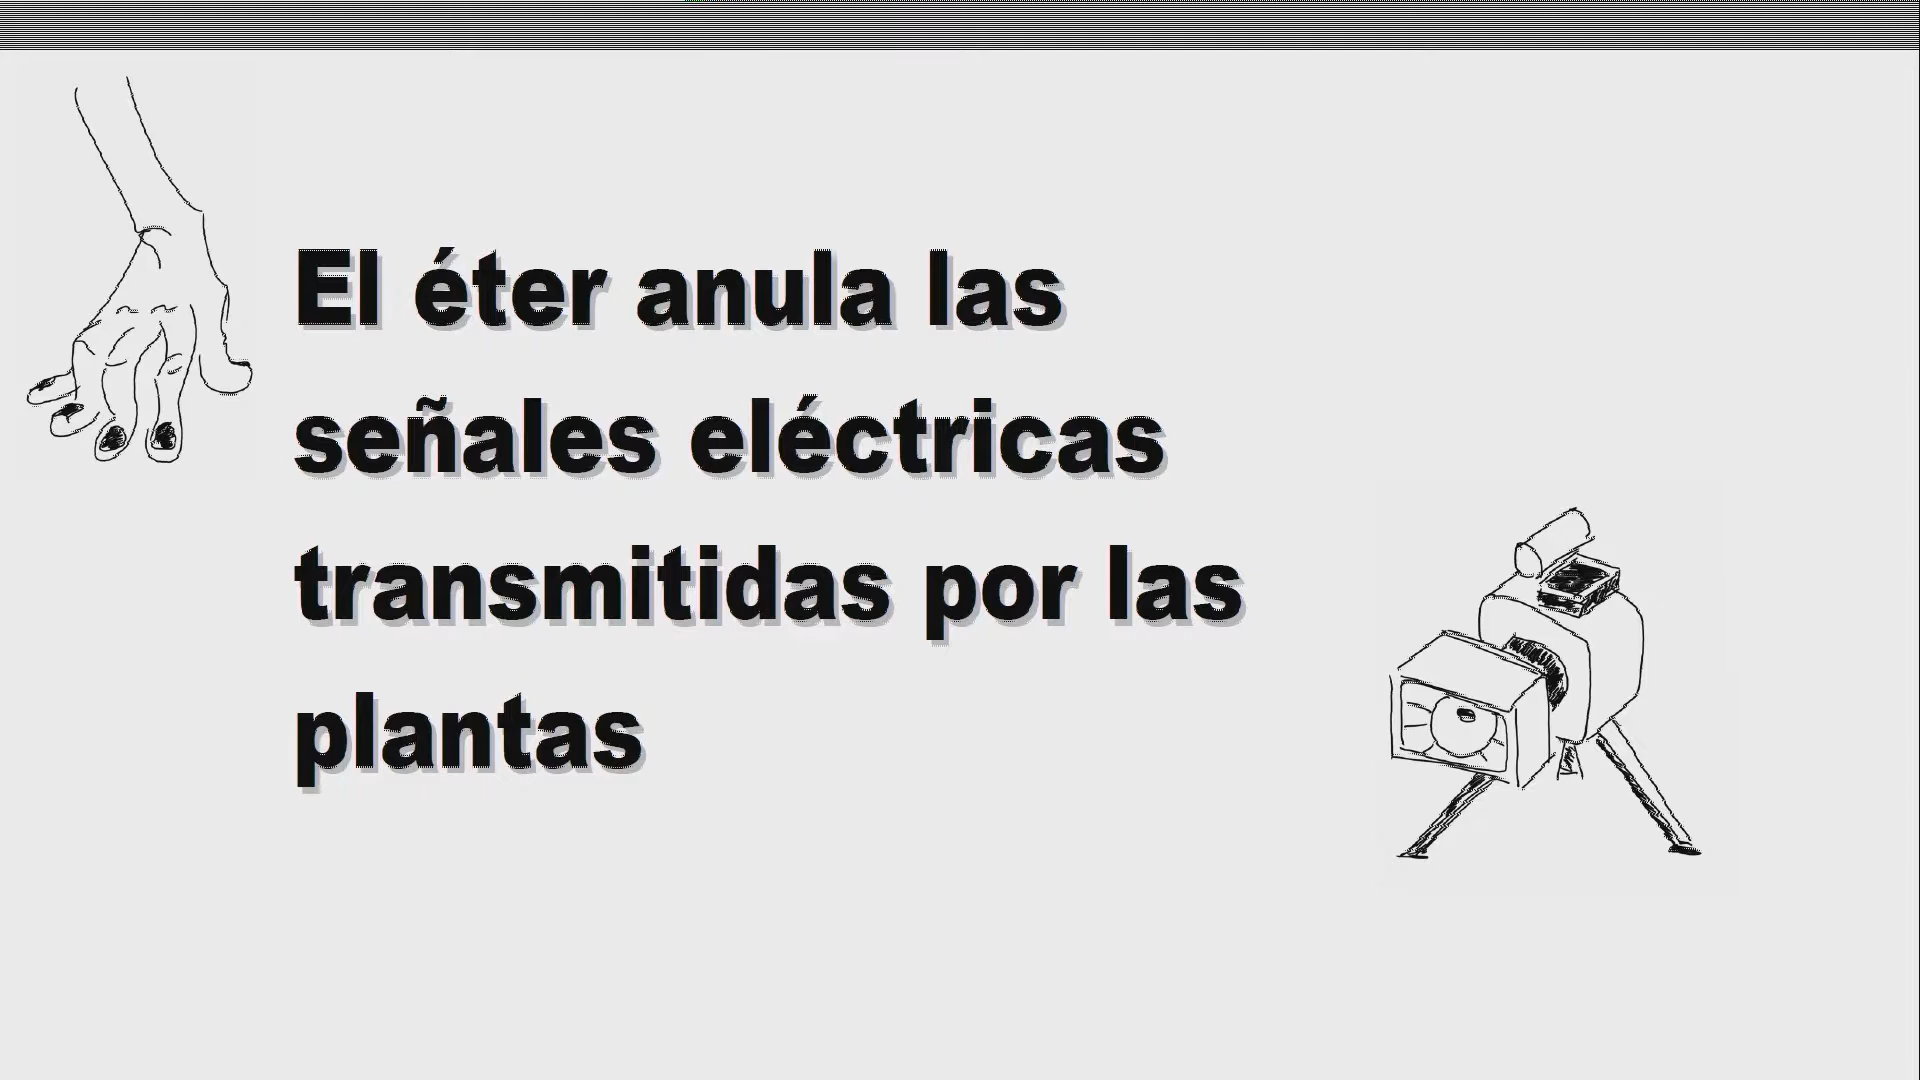 El éter anula las
señales eléctricas
transmitidas por las
plantas